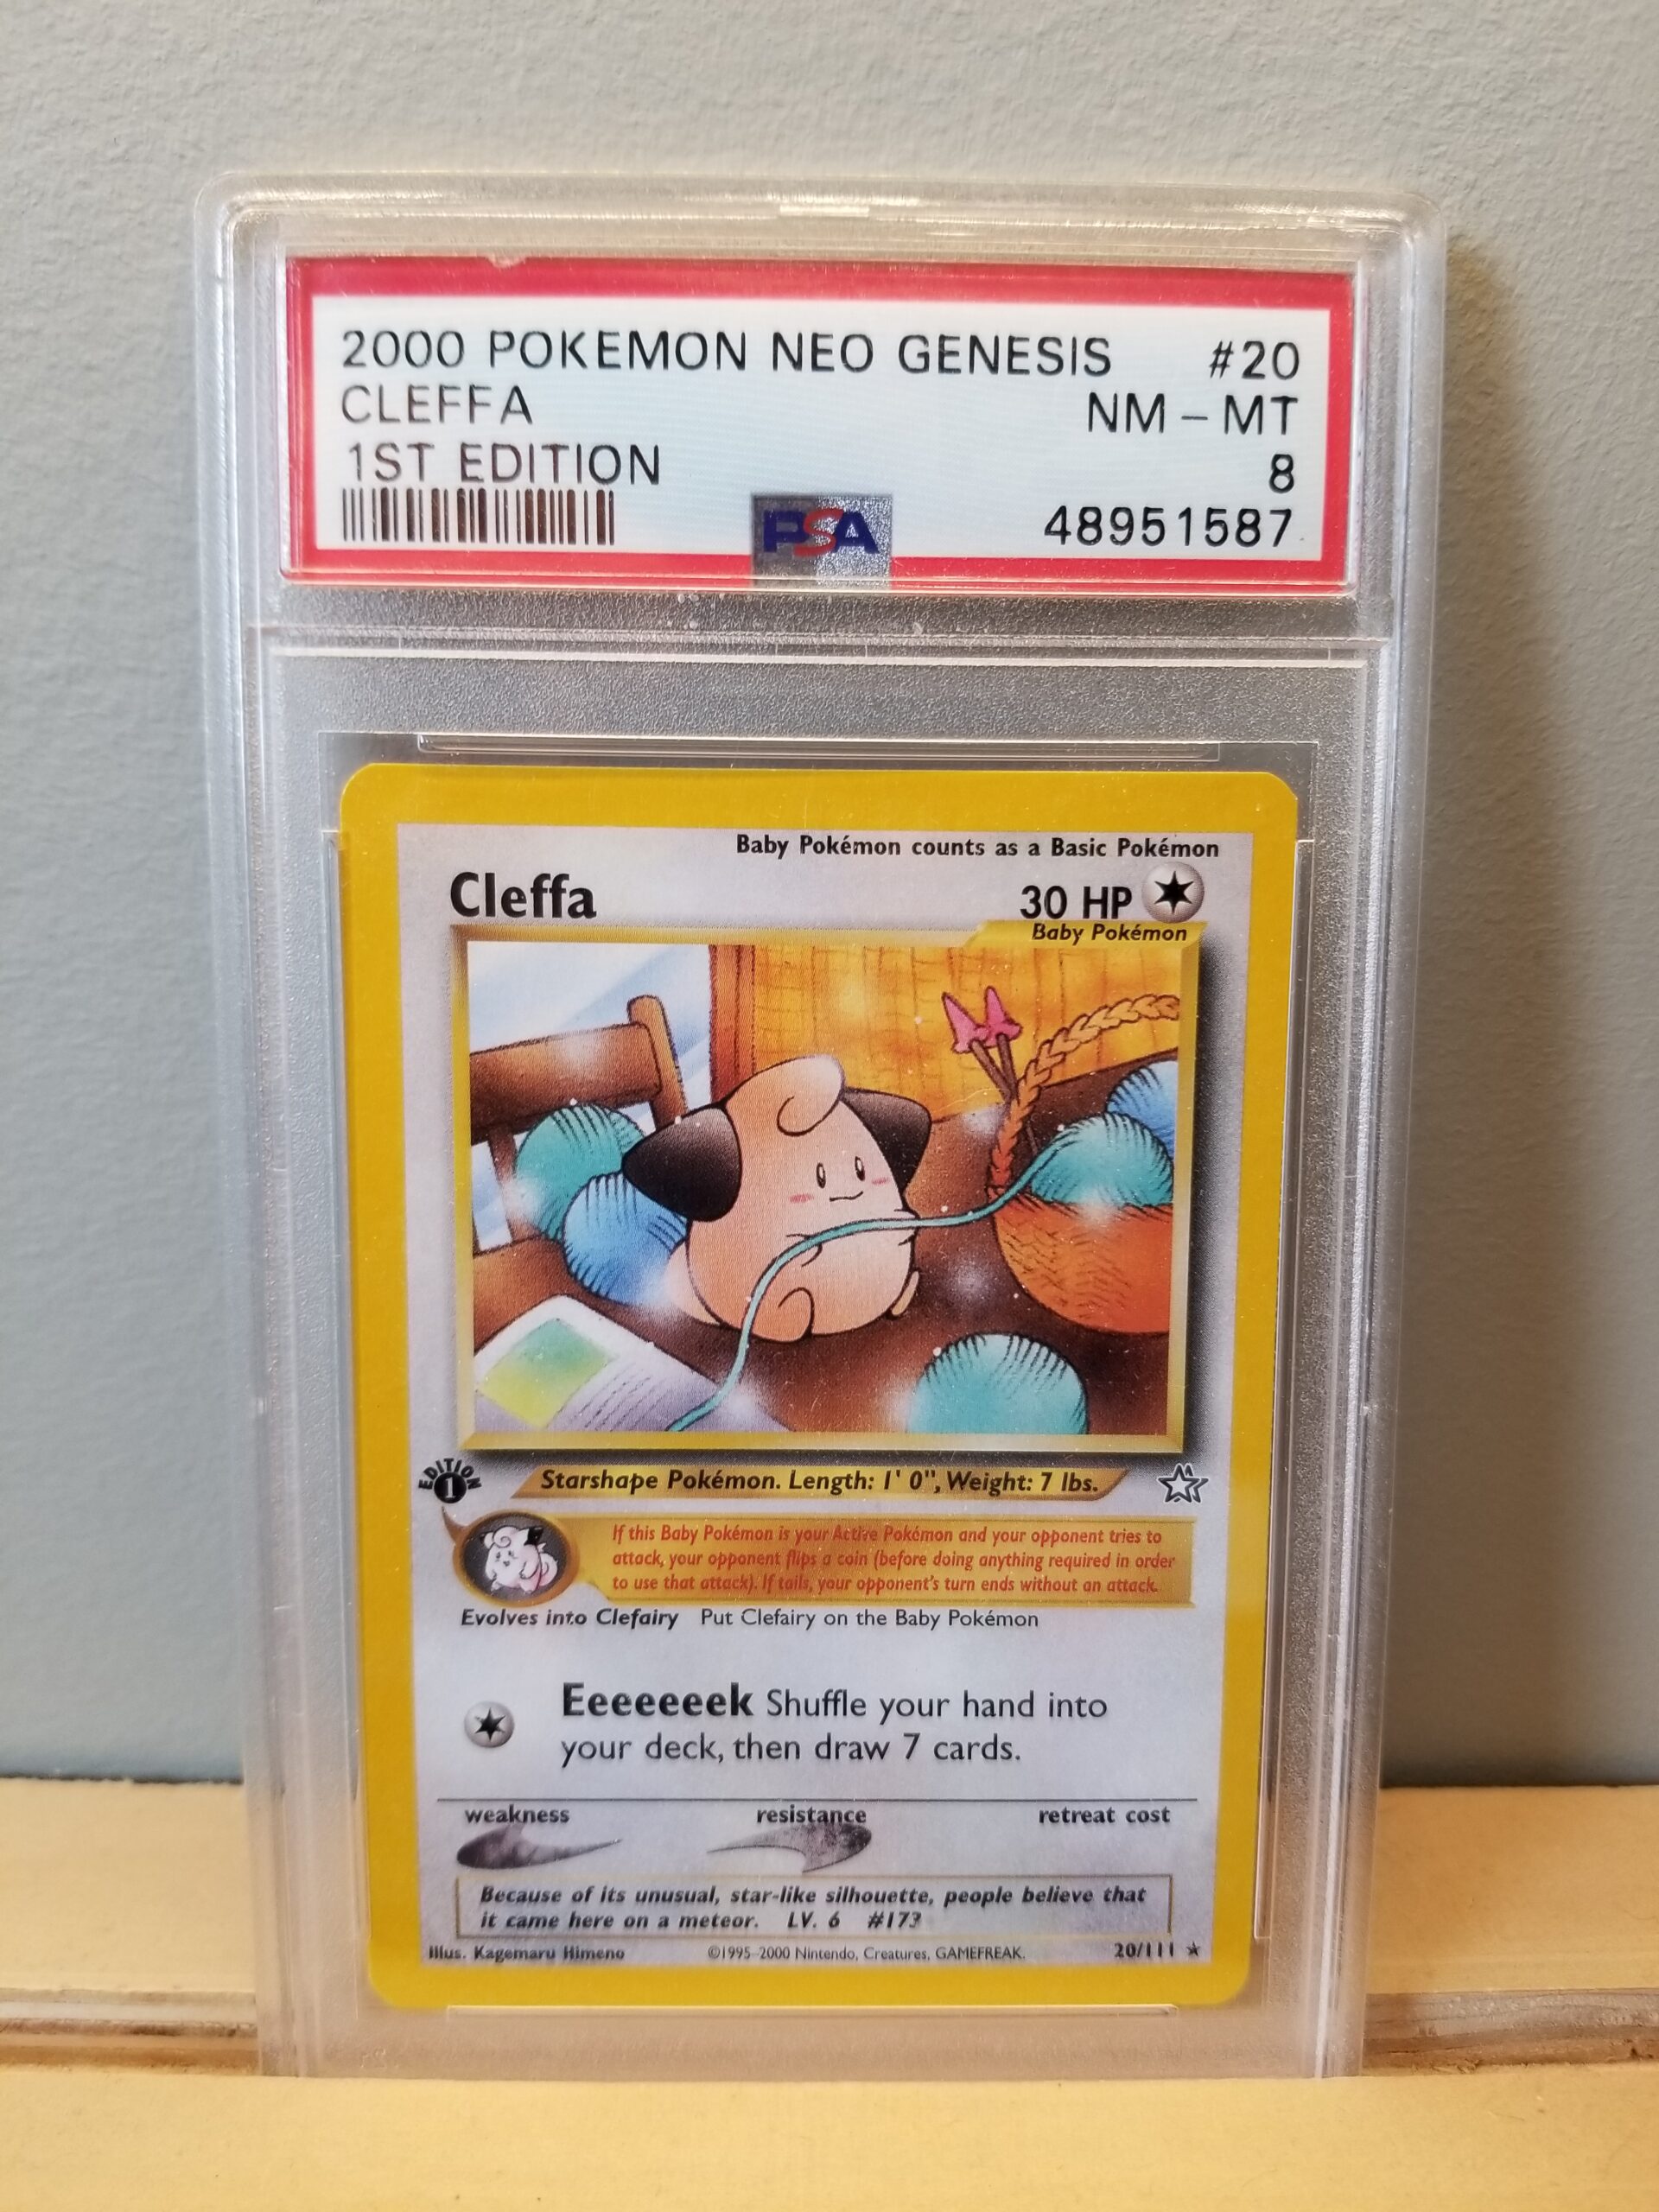 2000 POKEMON NEO GENESIS #20
CLEFFA NM - MT
1ST EDITION 8
PSA 48951587
Baby Pokémon counts as a Basic Pokémon
Cleffa 30 HP
Baby Pokémon
EDITION 1
Starshape Pokémon. Length: 1' 0", Weight: 7 lbs.
If this Baby Pokémon is your Active Pokémon and your opponent tries to
attack, your opponent flips a coin (before doing anything required in order
to use that attack). If tails, your opponent's turn ends without an attack.
Evolves into Clefairy Put Clefairy on the Baby Pokémon
Eeeeeeek Shuffle your hand into
your deck, then draw 7 cards.
weakness resistance retreat cost
Because of its unusual, star-like silhouette, people believe that
it came here on a meteor. LV. 6 #173
Illus. Kagemaru Himeno ©1995-2000 Nintendo, Creatures, GAMEFREAK. 20/111 ★